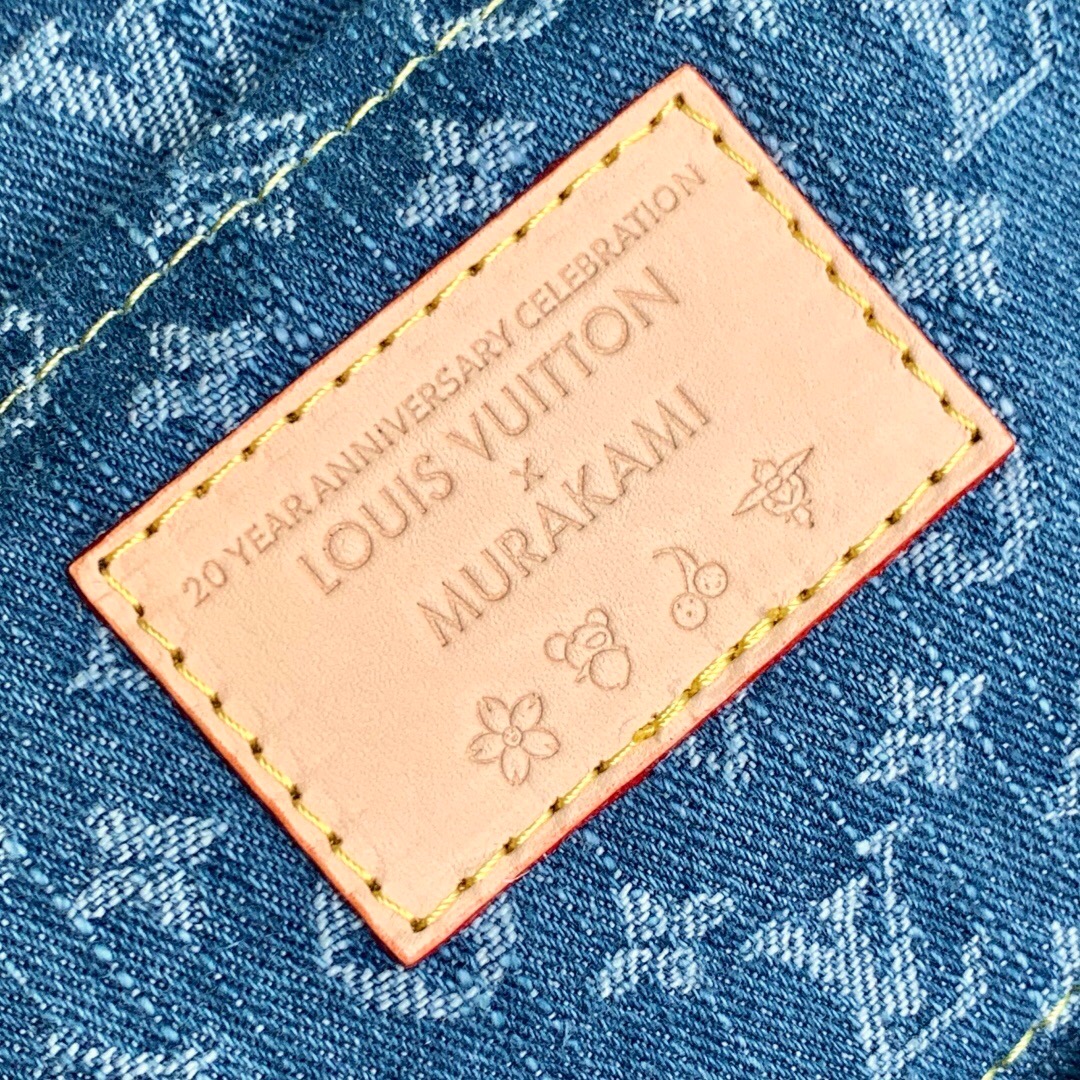 20 YEAR ANNIVERSARY CELEBRATION
LOUIS VUITTON
x
MURAKAMI